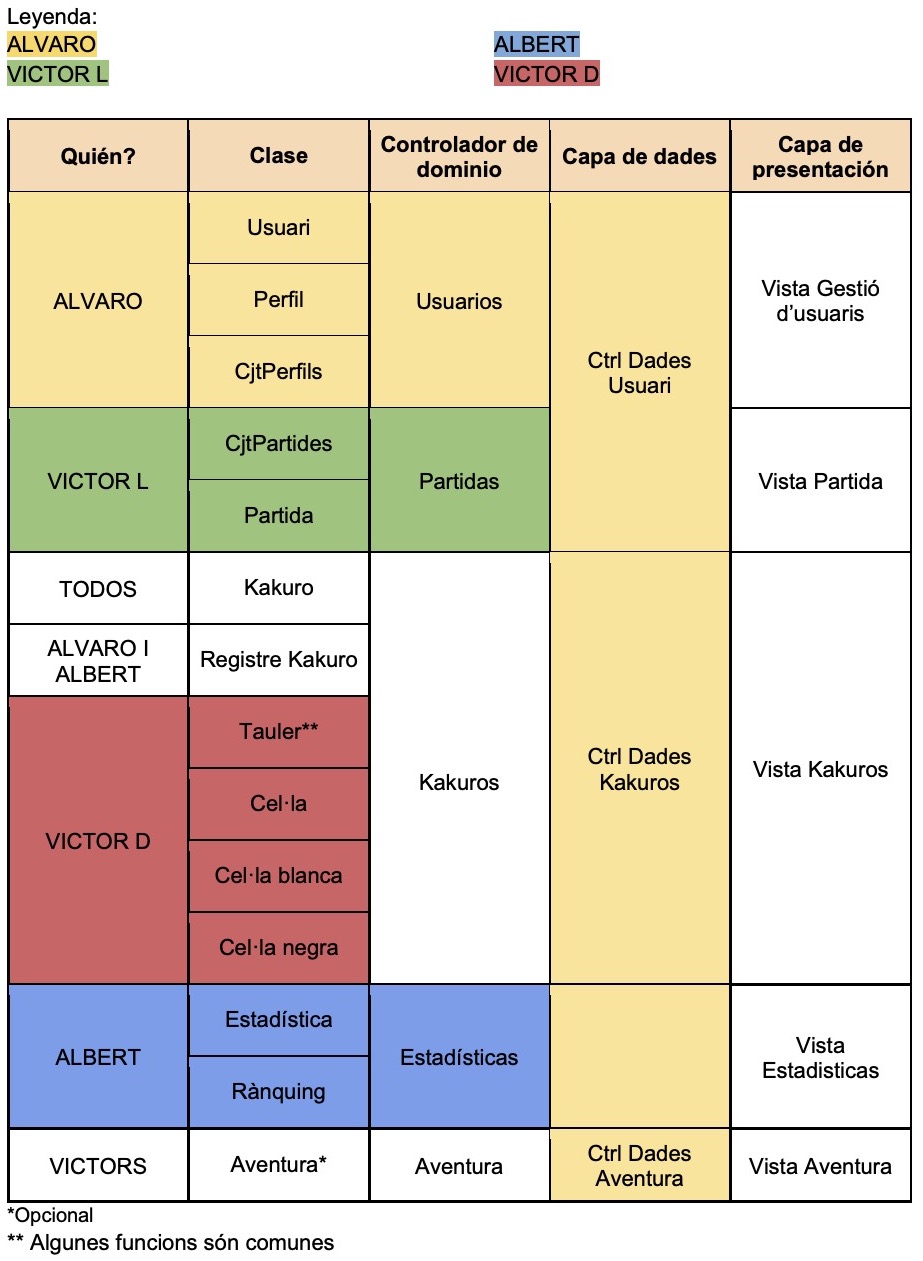 Leyenda:
ALVARO
ALBERT
VICTOR L
VICTOR D
Quién?
Clase
Controlador de
dominio
Capa de dades
Capa de
presentación
ALVARO
Usuari
Perfil
CjtPerfils
Usuarios
Ctrl Dades
Usuari
Vista Gestió
d’usuaris
VICTOR L
CjtPartides
Partida
Partidas
Vista Partida
TODOS
Kakuro
ALVARO I
ALBERT
Registre Kakuro
VICTOR D
Tauler**
Cel·la
Cel·la blanca
Cel·la negra
Kakuros
Ctrl Dades
Kakuros
Vista Kakuros
ALBERT
Estadística
Rànquing
Estadísticas
Vista
Estadisticas
VICTORS
Aventura*
Aventura
Ctrl Dades
Aventura
Vista Aventura
*Opcional
** Algunes funcions són comunes